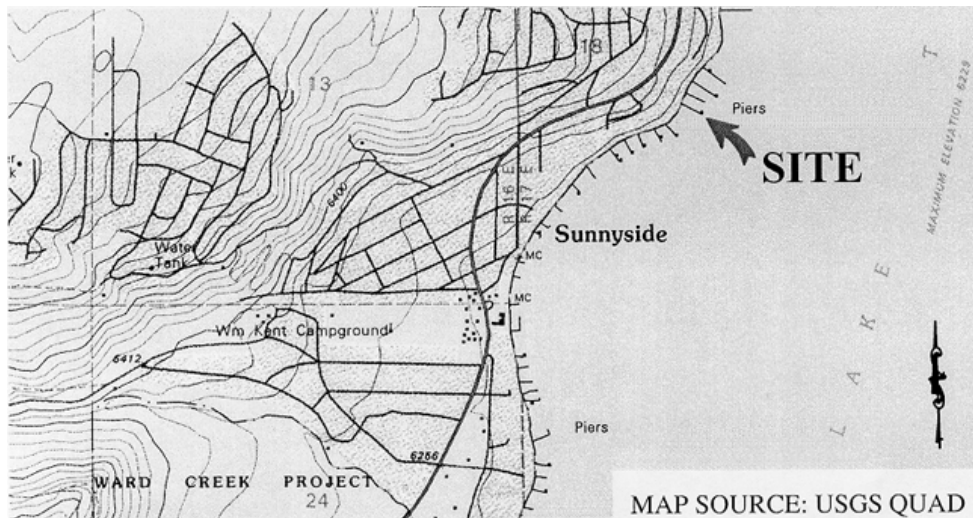 18
13
Piers
T
MAXIMUM ELEVATION 6229
SITE
6400
R 16 E
R 17 E
Sunnyside
Water
Tank
MC
MC
Wm Kent Campground
6412
L A K E
Piers
6256
WARD CREEK PROJECT
24
MAP SOURCE: USGS QUAD